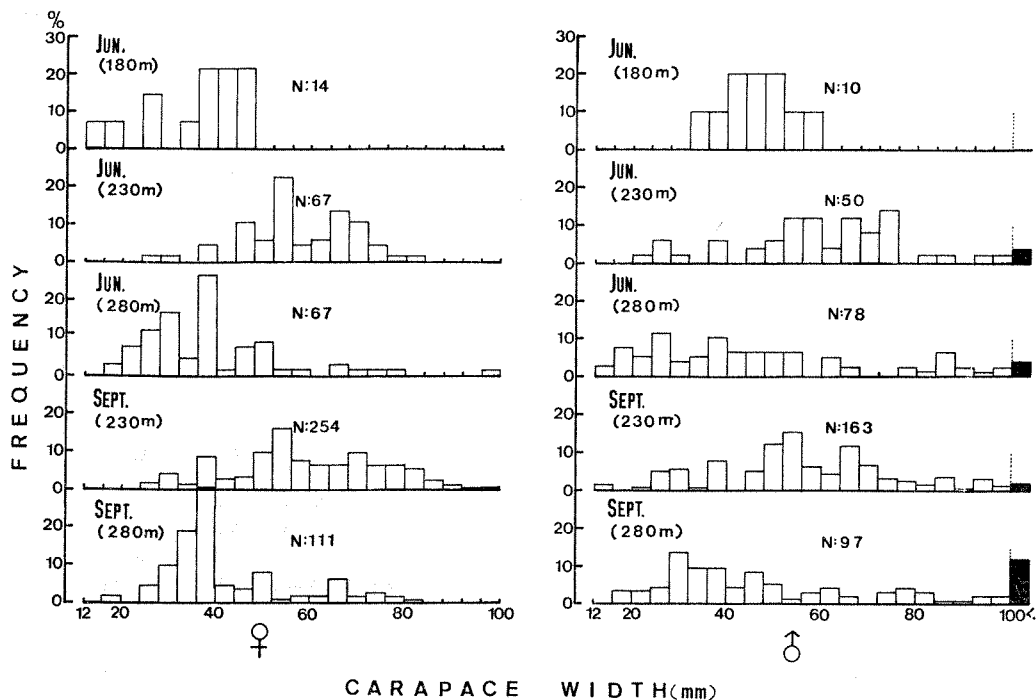 %
30
20
10
0
JUN.
(180m)
N:14
20
10
0
JUN.
(230m)
N:67
20
10
0
JUN.
(280m)
N:67
20
10
0
SEPT.
(230m)
N:254
20
10
0
SEPT.
(280m)
N:111
12 20 40 60 80 100
♀
30
20
10
0
JUN.
(180m)
N:10
20
10
0
JUN.
(230m)
N:50
20
10
0
JUN.
(280m)
N:78
20
10
0
SEPT.
(230m)
N:163
20
10
0
SEPT.
(280m)
N:97
12 20 40 60 80 100<
♂
FREQUENCY
CARAPACE WIDTH(mm)